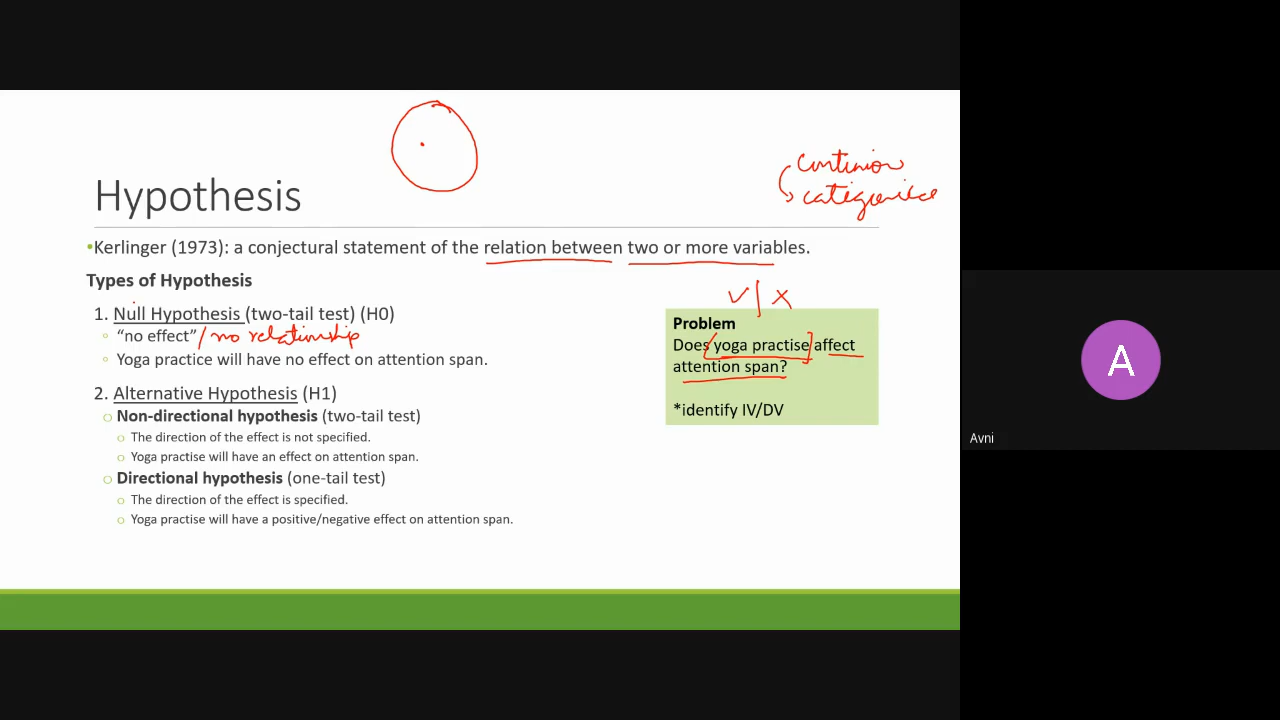 continuou
categorical
Hypothesis
•Kerlinger (1973): a conjectural statement of the relation between two or more variables.
Types of Hypothesis
1. Null Hypothesis (two-tail test) (H0)
“no effect”/no relationship
Yoga practice will have no effect on attention span.
2. Alternative Hypothesis (H1)
Non-directional hypothesis (two-tail test)
The direction of the effect is not specified.
Yoga practise will have an effect on attention span.
Directional hypothesis (one-tail test)
The direction of the effect is specified.
Yoga practise will have a positive/negative effect on attention span.
✓/X
Problem
Does yoga practise affect
attention span?
*identify IV/DV
A
Avni